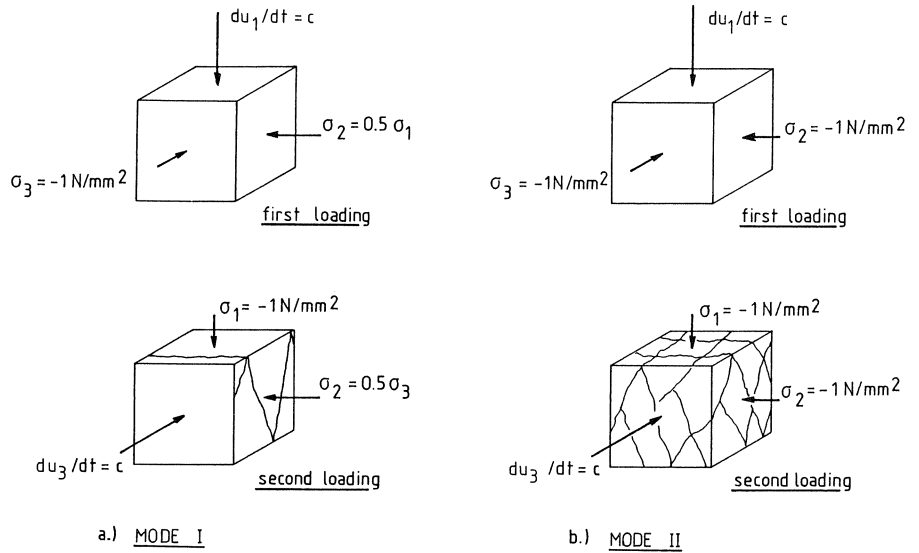 du₁/dt = c
σ₂ = 0.5 σ₁
σ₃ = -1 N/mm²
first loading
σ₁ = -1 N/mm²
σ₂ = 0.5 σ₃
du₃/dt = c
second loading
a.) MODE I
du₁/dt = c
σ₂ = -1 N/mm²
σ₃ = -1 N/mm²
first loading
σ₁ = -1 N/mm²
σ₂ = -1 N/mm²
du₃/dt = c
second loading
b.) MODE II